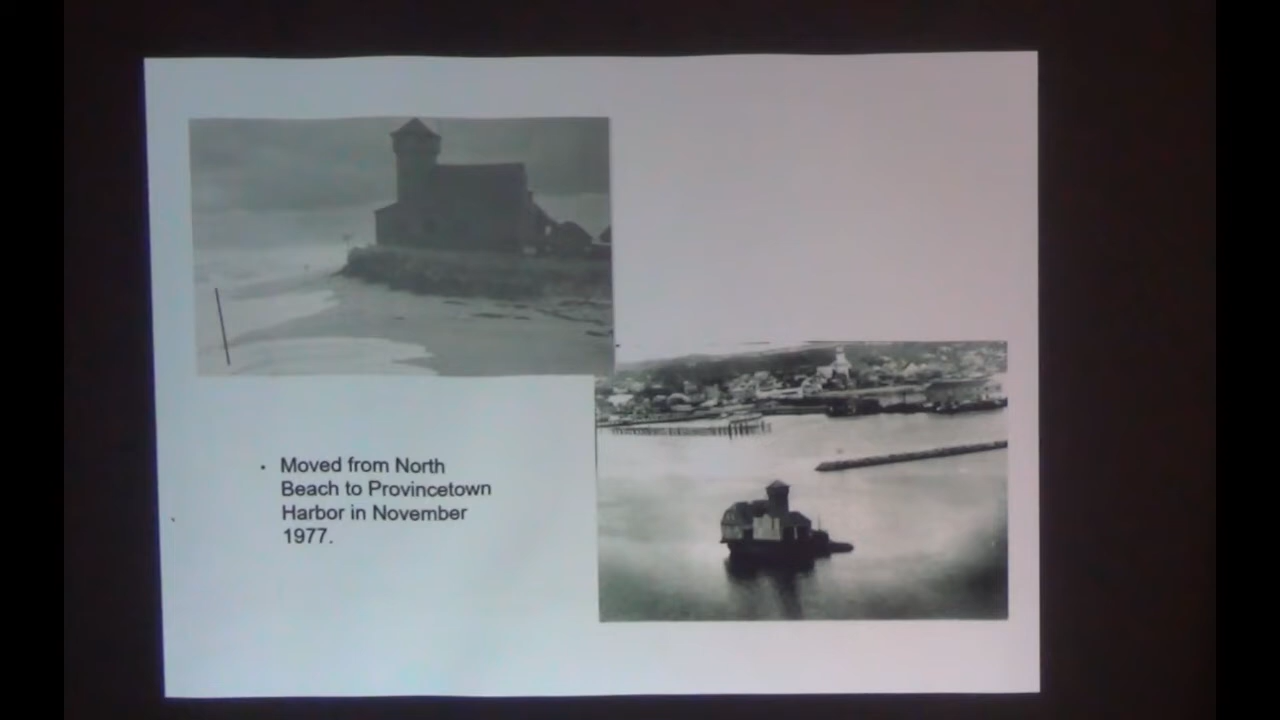 • Moved from North
Beach to Provincetown
Harbor in November
1977.